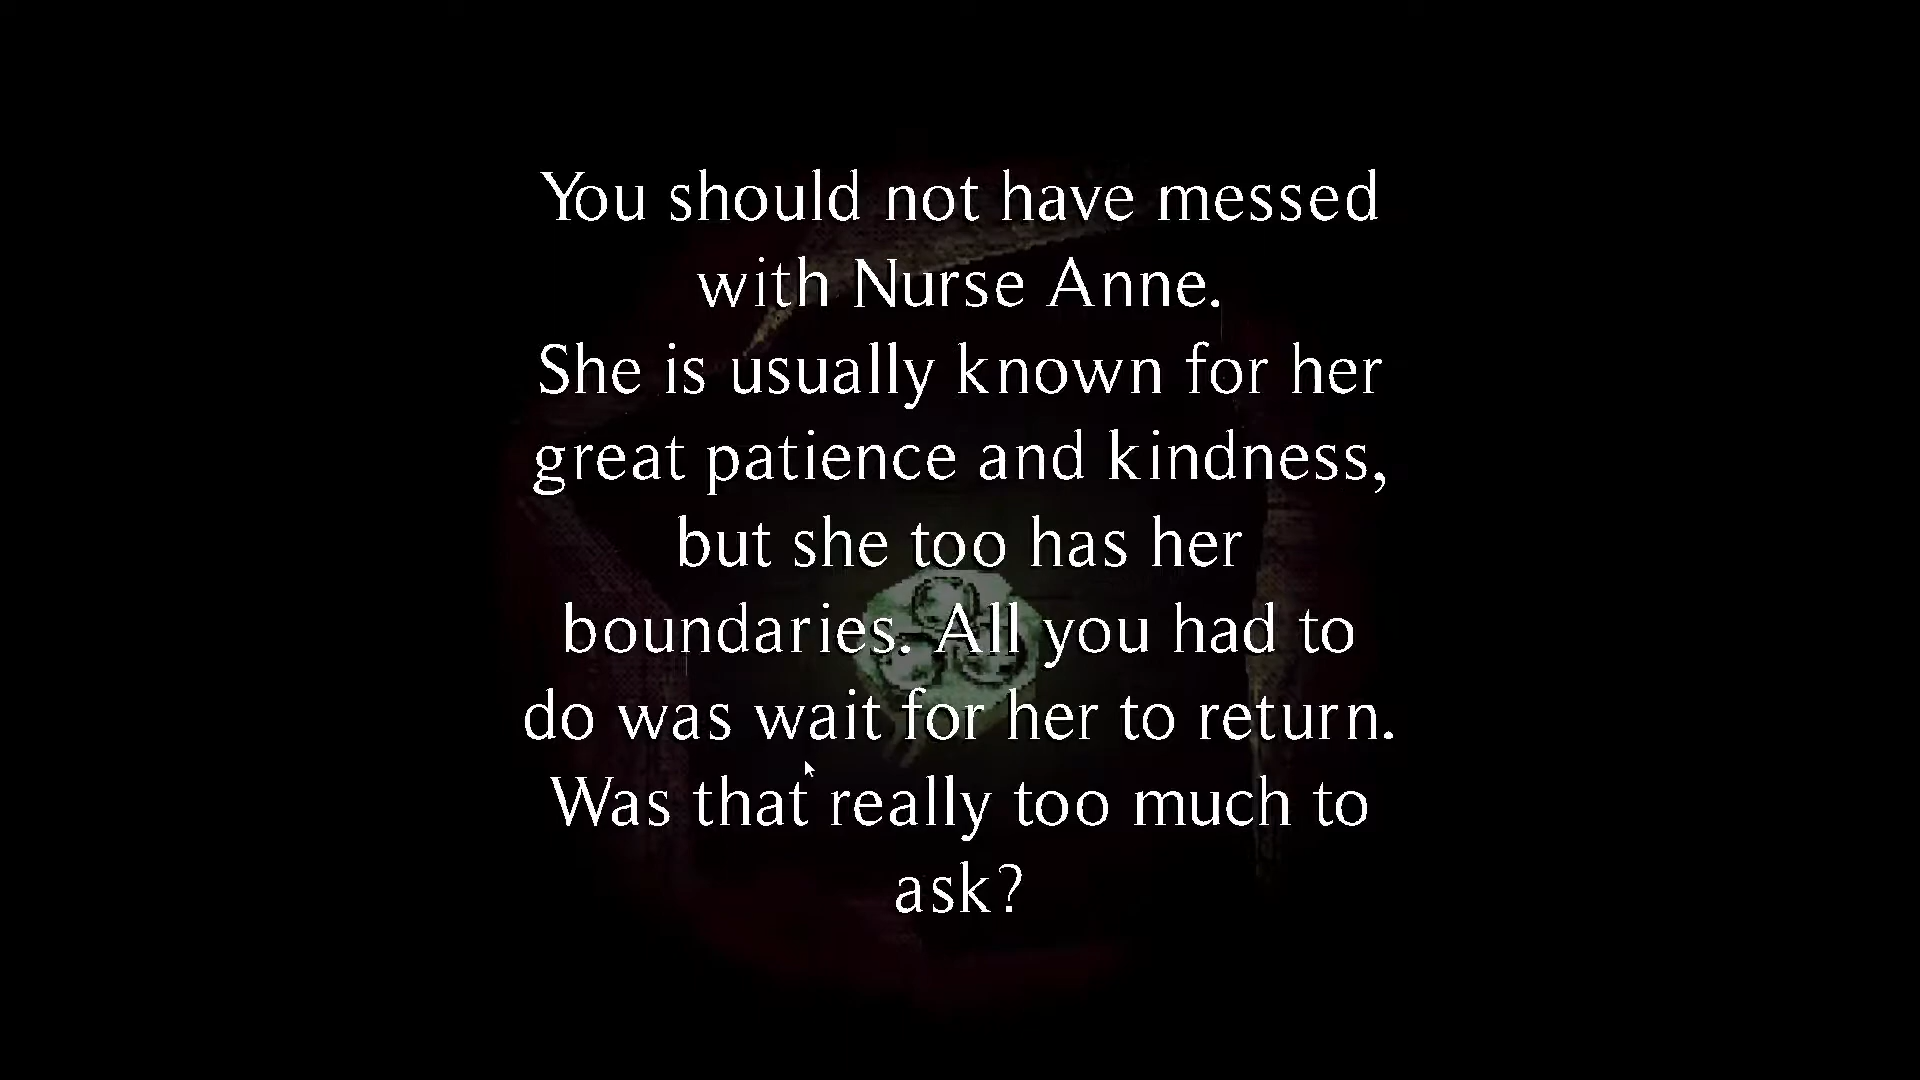 You should not have messed
with Nurse Anne.
She is usually known for her
great patience and kindness,
but she too has her
boundaries. All you had to
do was wait for her to return.
Was that really too much to
ask?